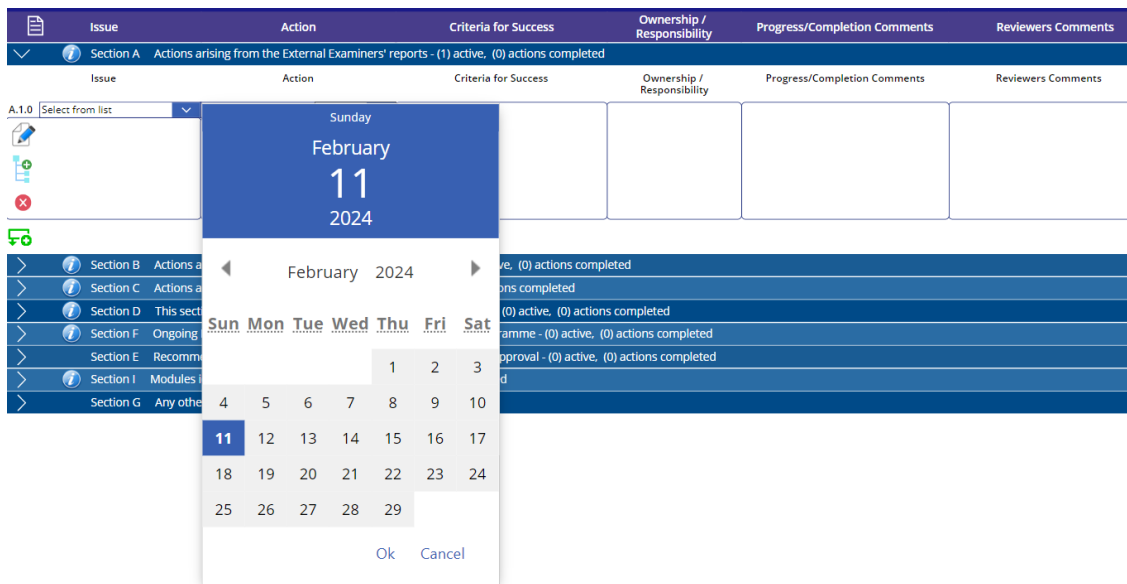 Issue Action Criteria for Success Ownership / Responsibility Progress/Completion Comments Reviewers Comments
Section A Actions arising from the External Examiners' reports - (1) active, (0) actions completed
Issue Action Criteria for Success Ownership / Responsibility Progress/Completion Comments Reviewers Comments
A.1.0 Select from list
Sunday
February
11
2024
February 2024
Sun Mon Tue Wed Thu Fri Sat
1 2 3
4 5 6 7 8 9 10
11 12 13 14 15 16 17
18 19 20 21 22 23 24
25 26 27 28 29
Ok Cancel
Section B Actions a ve, (0) actions completed
Section C Actions a ons completed
Section D This sect (0) active, (0) actions completed
Section F Ongoing ramme - (0) active, (0) actions completed
Section E Recomme pproval - (0) active, (0) actions completed
Section I Modules i d
Section G Any othe